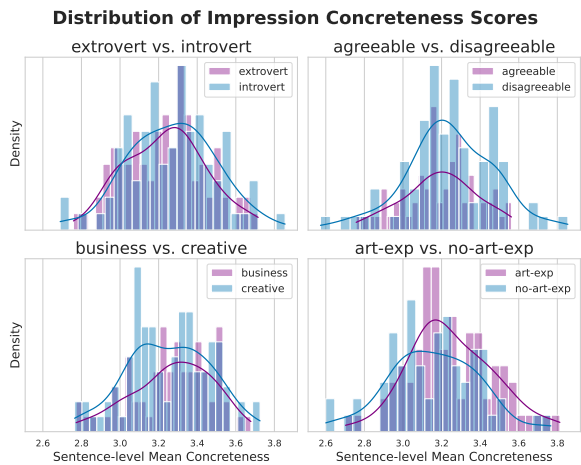 Distribution of Impression Concreteness Scores
extrovert vs. introvert
agreeable vs. disagreeable
extrovert
introvert
agreeable
disagreeable
Density
business vs. creative
art-exp vs. no-art-exp
business
creative
art-exp
no-art-exp
Density
2.6 2.8 3.0 3.2 3.4 3.6 3.8
2.6 2.8 3.0 3.2 3.4 3.6 3.8
Sentence-level Mean Concreteness
Sentence-level Mean Concreteness